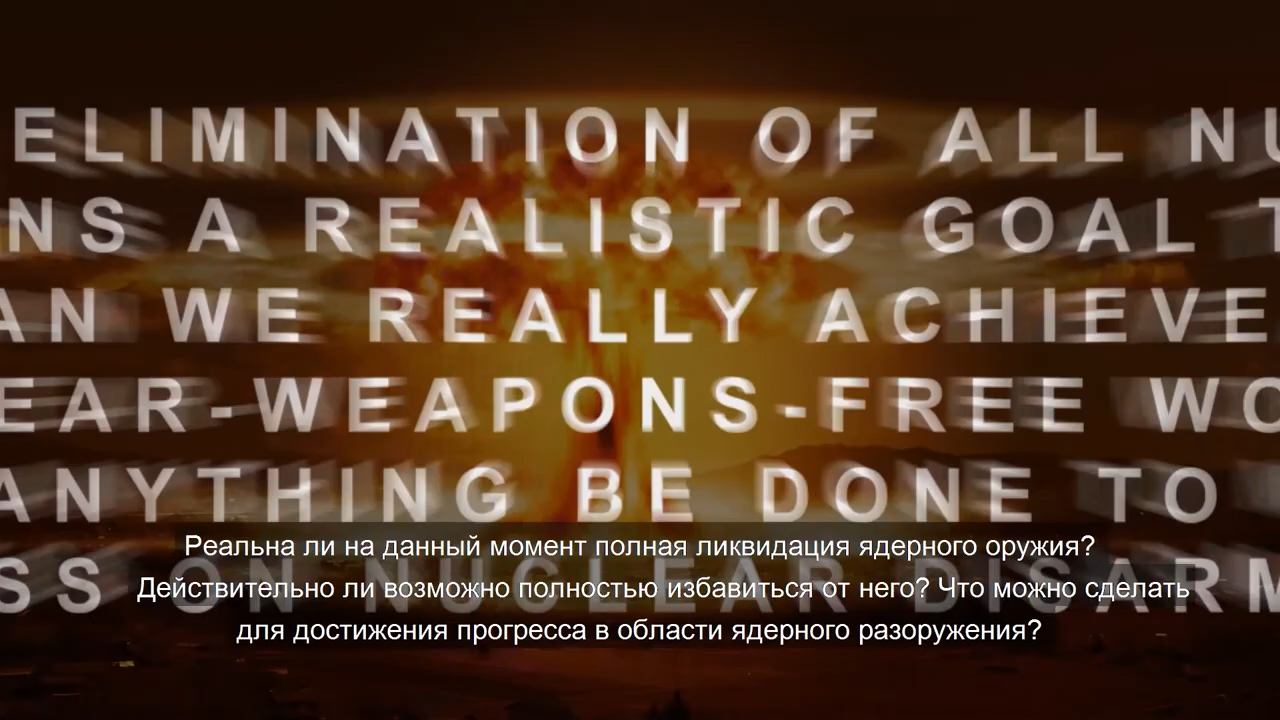 ELIMINATION OF ALL NU
NS A REALISTIC GOAL T
AN WE REALLY ACHIEVE
EAR-WEAPONS-FREE WO
ANYTHING BE DONE TO
SS ON NUCLEAR DISARM
Реальна ли на данный момент полная ликвидация ядерного оружия?
Действительно ли возможно полностью избавиться от него? Что можно сделать
для достижения прогресса в области ядерного разоружения?